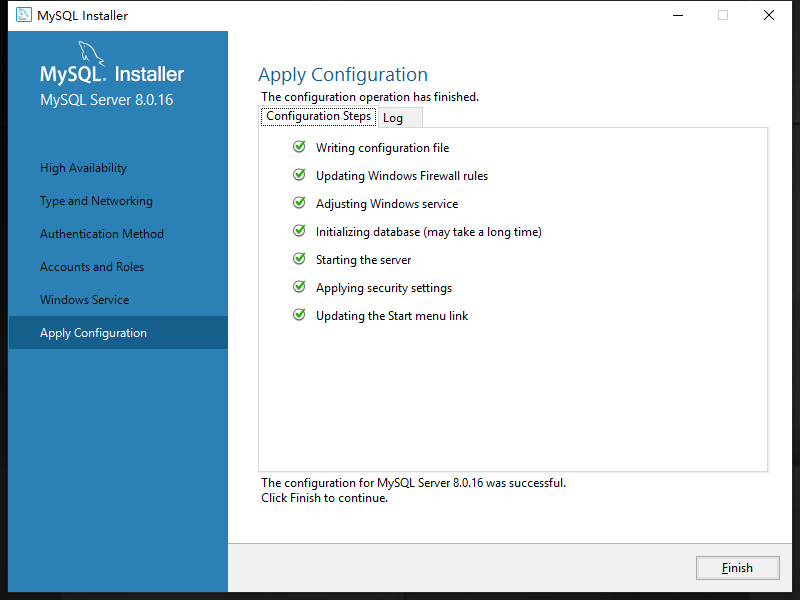 MySQL Installer
MySQL. Installer
MySQL Server 8.0.16
High Availability
Type and Networking
Authentication Method
Accounts and Roles
Windows Service
Apply Configuration
Apply Configuration
The configuration operation has finished.
Configuration Steps Log
Writing configuration file
Updating Windows Firewall rules
Adjusting Windows service
Initializing database (may take a long time)
Starting the server
Applying security settings
Updating the Start menu link
The configuration for MySQL Server 8.0.16 was successful.
Click Finish to continue.
Finish